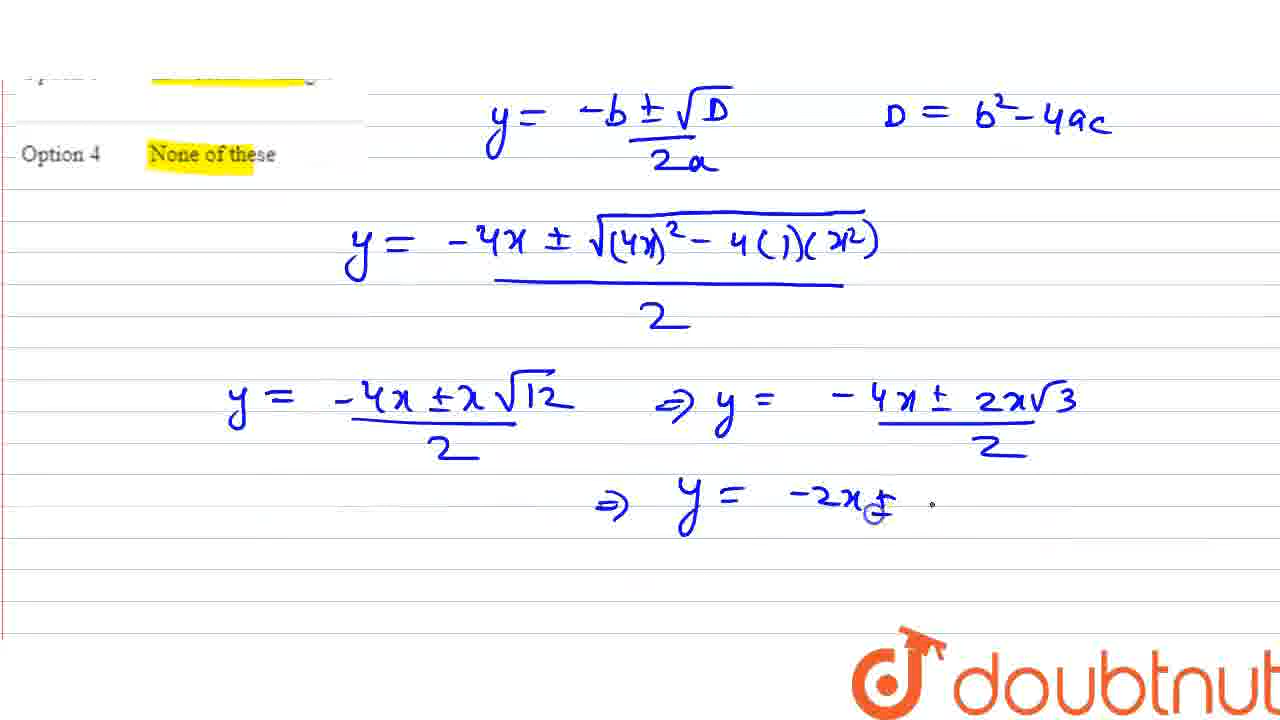 y = -b ± √D / 2a
D = b² - 4ac
Option 4 None of these
y = -4x ± √(4x)² - 4(1)(x²) / 2
y = -4x ± x√12 / 2 ⇒ y = -4x ± 2x√3 / 2
⇒ y = -2x ±
doubtnut